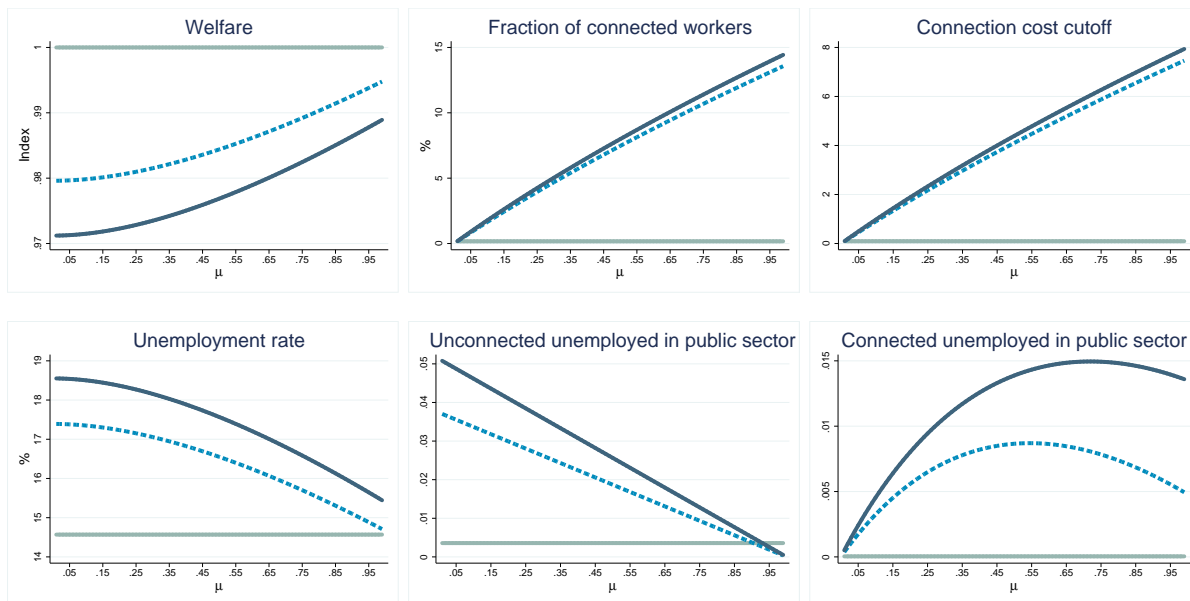 Welfare
Index
1
.99
.98
.97
.05 .15 .25 .35 .45 .55 .65 .75 .85 .95
μ
Fraction of connected workers
%
15
10
5
0
.05 .15 .25 .35 .45 .55 .65 .75 .85 .95
μ
Connection cost cutoff
8
6
4
2
0
.05 .15 .25 .35 .45 .55 .65 .75 .85 .95
μ
Unemployment rate
%
19
18
17
16
15
14
.05 .15 .25 .35 .45 .55 .65 .75 .85 .95
μ
Unconnected unemployed in public sector
.05
.04
.03
.02
.01
0
.05 .15 .25 .35 .45 .55 .65 .75 .85 .95
μ
Connected unemployed in public sector
.015
.01
.005
0
.05 .15 .25 .35 .45 .55 .65 .75 .85 .95
μ